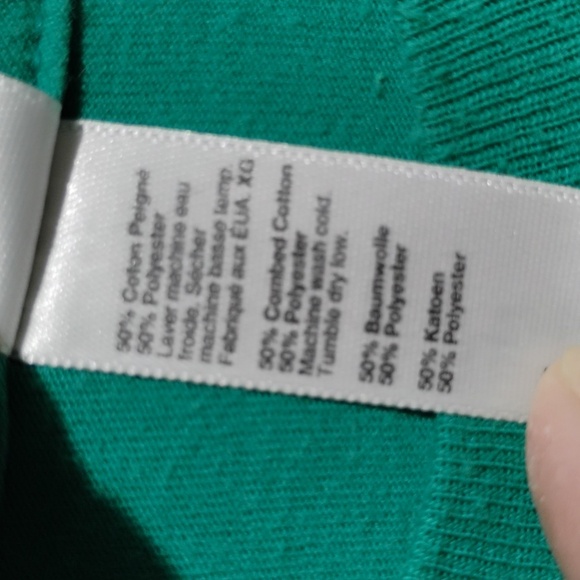 50% Coton Peigné
50% Polyester
Laver machine eau
froide, Sécher
machine basse temp.
Fabriqué aux ÉUA. XG
50% Combed Cotton
50% Polyester
Machine wash cold.
Tumble dry low.
50% Baumwolle
50% Polyester
50% Katoen
50% Polyester